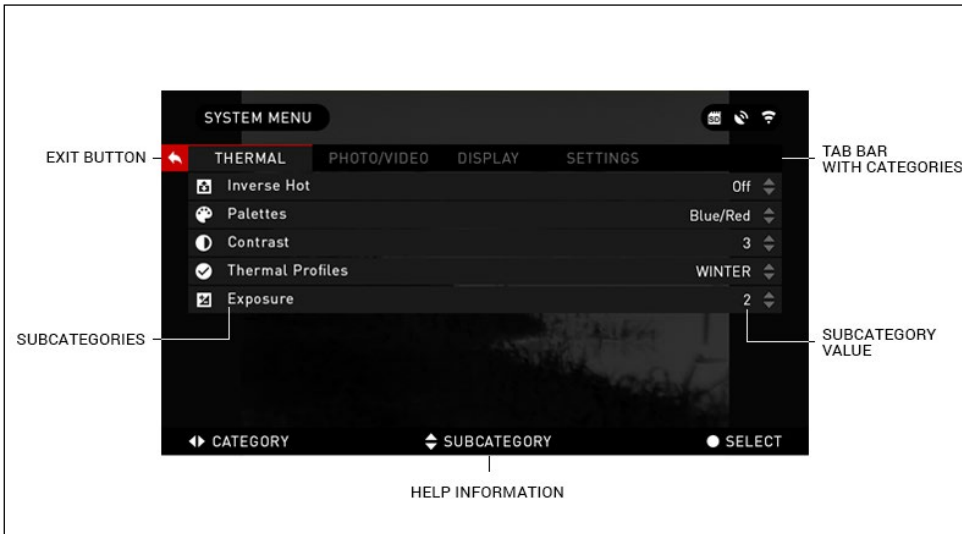 SYSTEM MENU
SD
EXIT BUTTON
THERMAL PHOTO/VIDEO DISPLAY SETTINGS
TAB BAR
WITH CATEGORIES
Inverse Hot Off
Palettes Blue/Red
Contrast 3
Thermal Profiles WINTER
Exposure 2
SUBCATEGORIES
SUBCATEGORY
VALUE
CATEGORY SUBCATEGORY SELECT
HELP INFORMATION